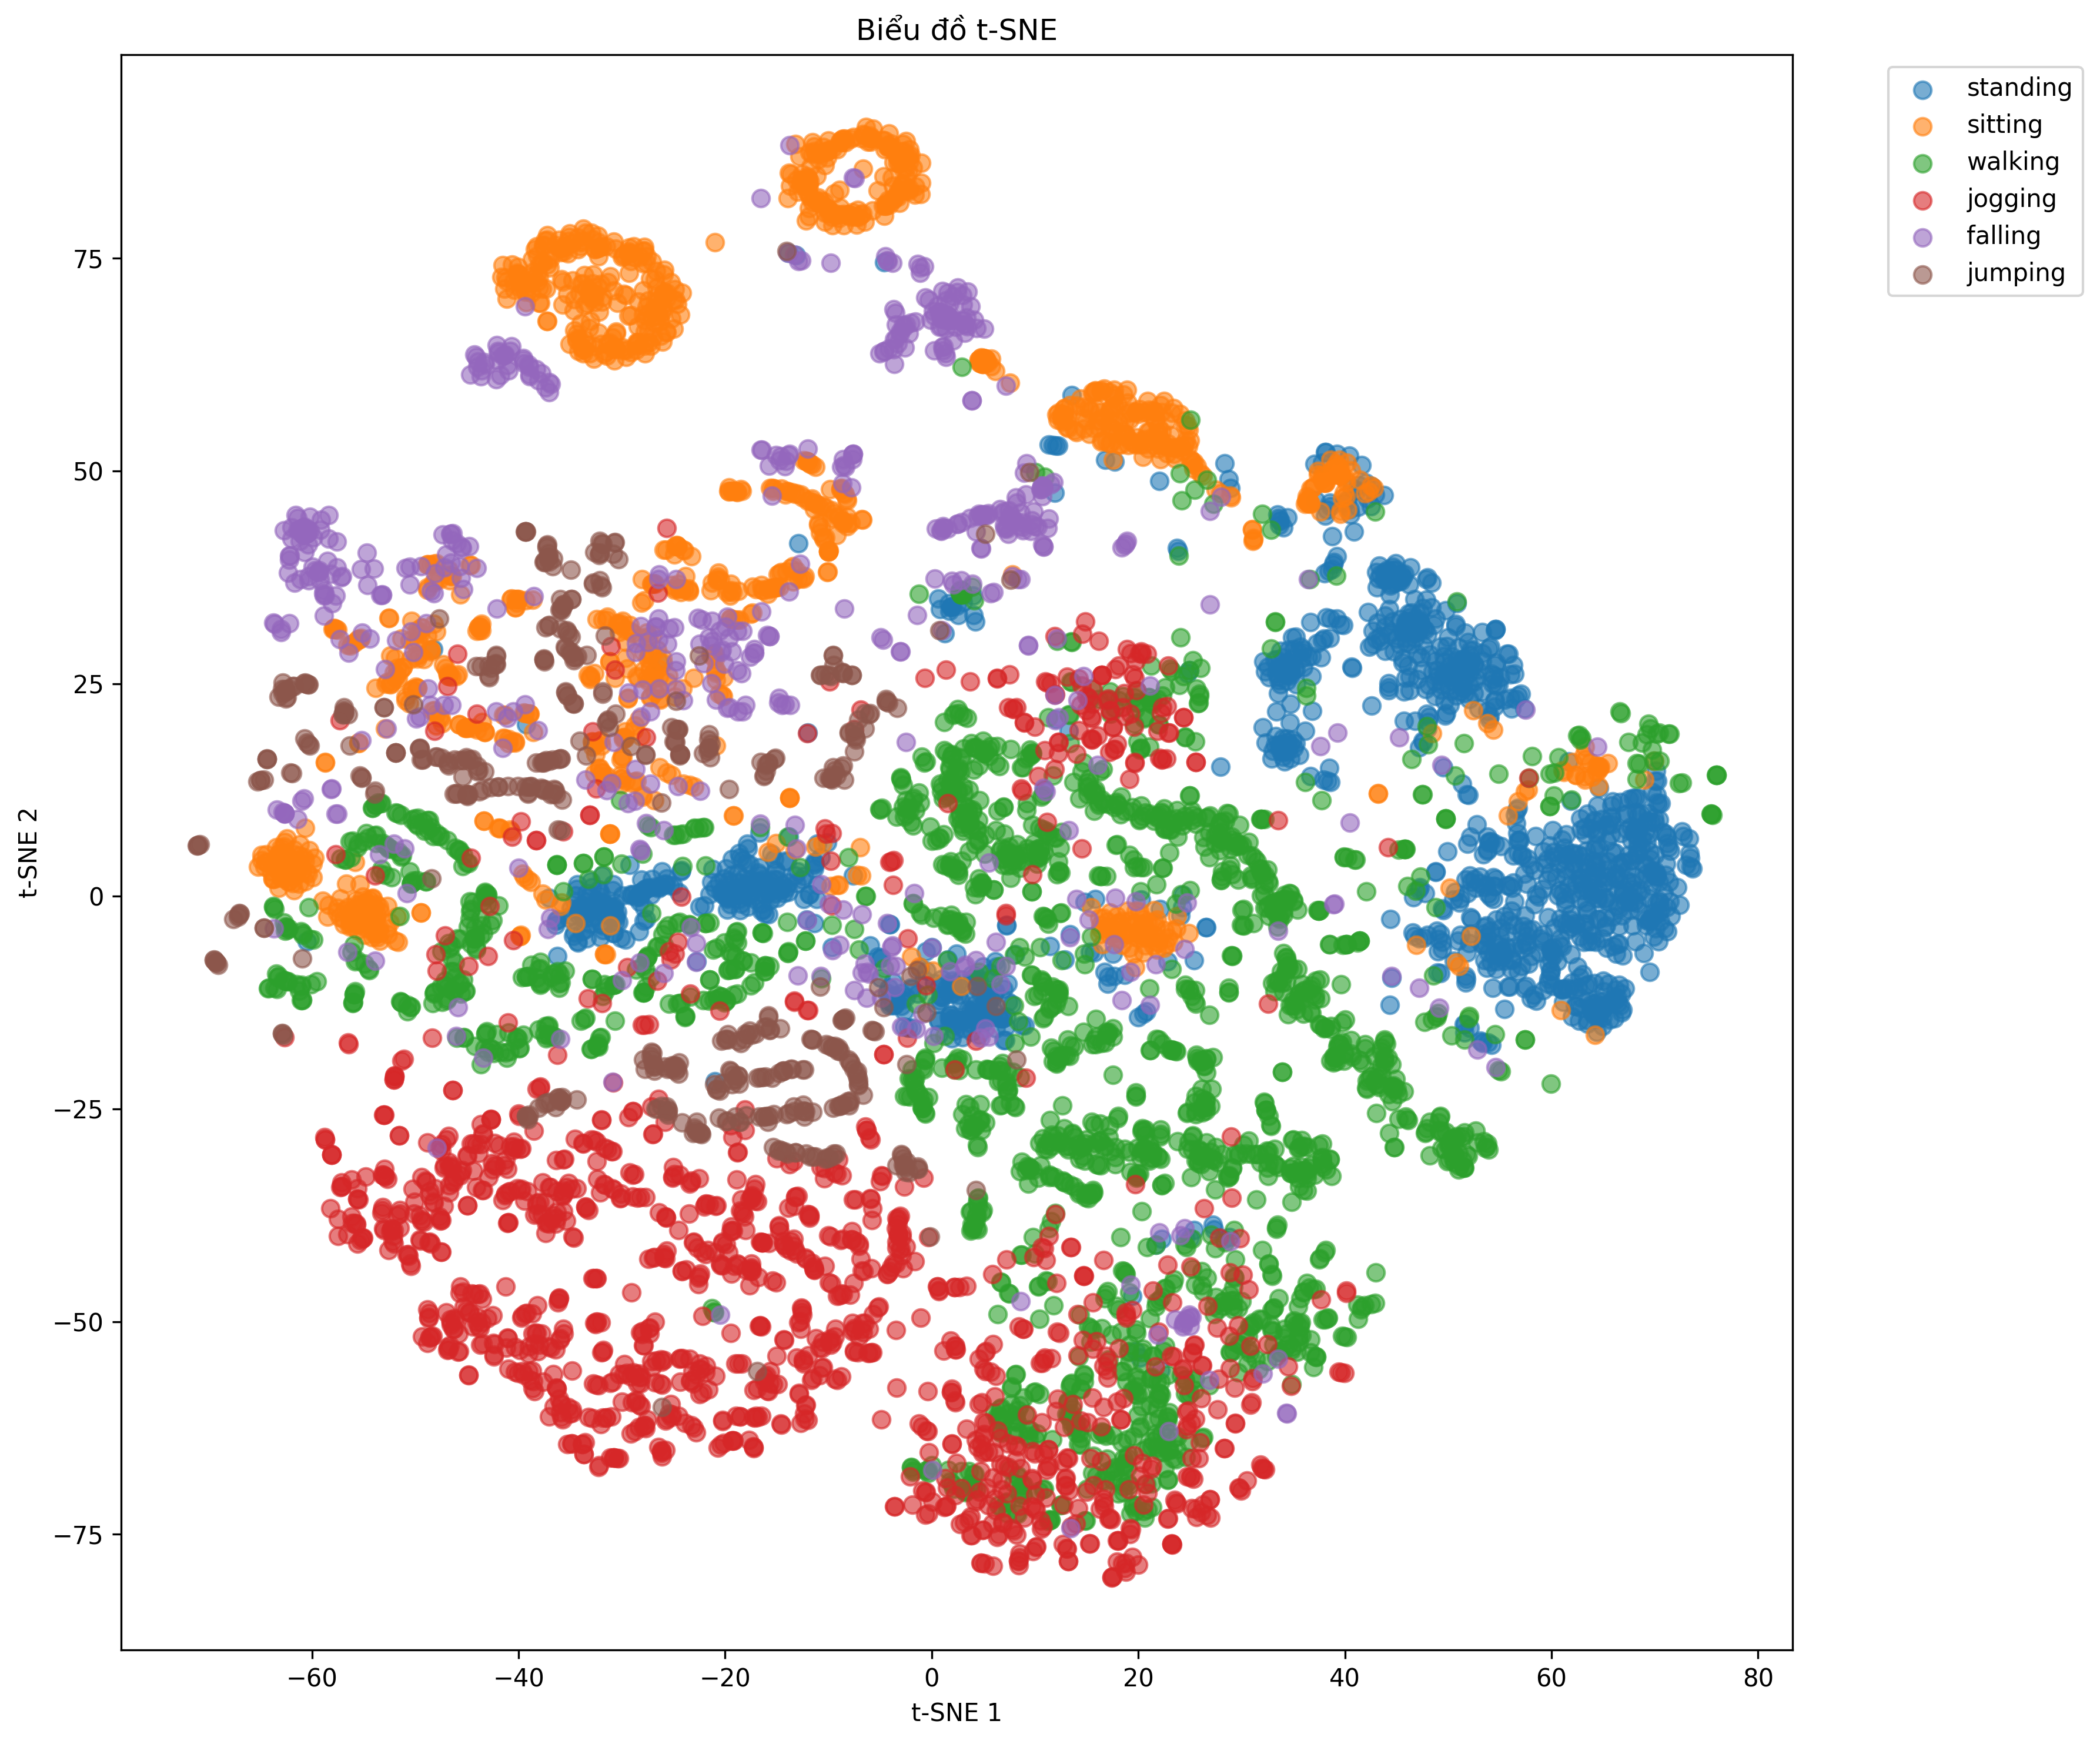 Biểu đồ t-SNE
standing
sitting
walking
jogging
falling
jumping
75
50
25
0
−25
−50
−75
t-SNE 2
−60
−40
−20
0
20
40
60
80
t-SNE 1